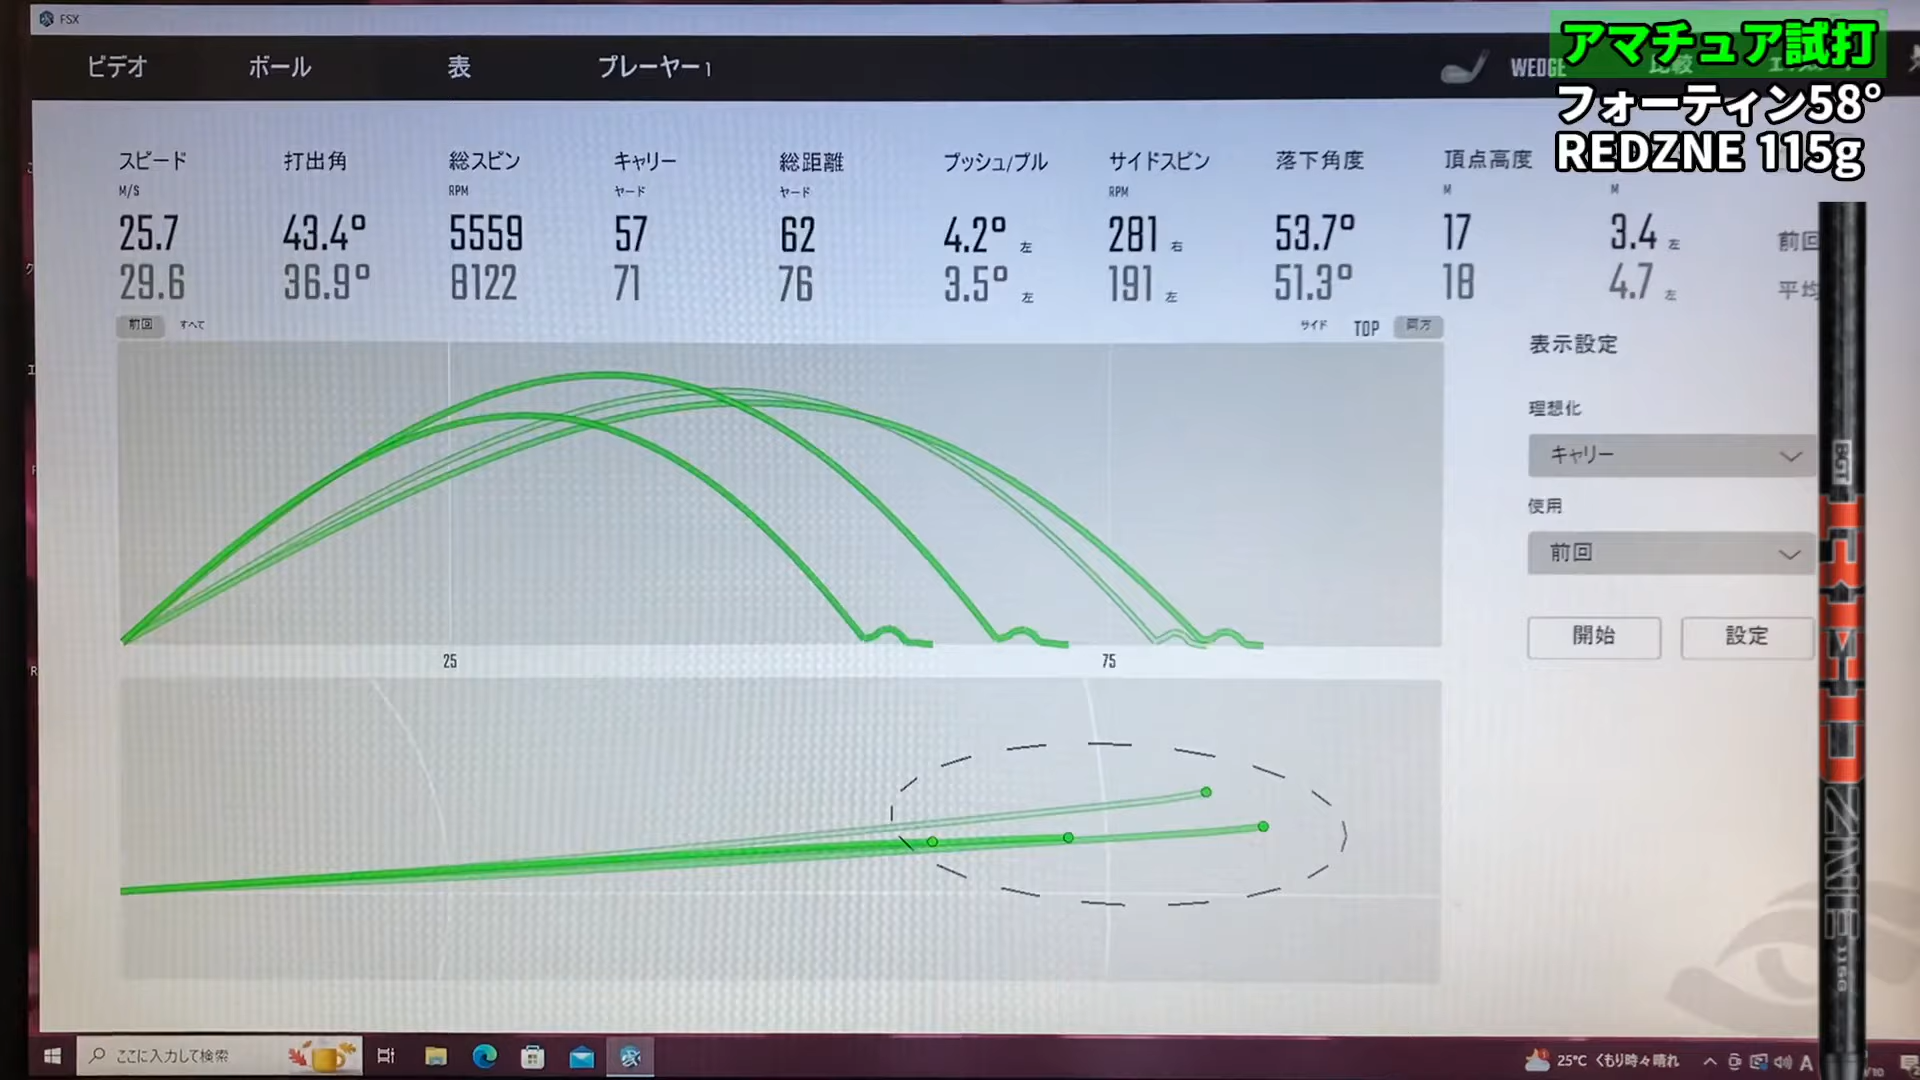 FSX
ビデオ ボール 表 プレーヤー1 WEDGE 比較
アマチュア試打
フォーティン58°
REDZNE 115g
スピード 打出角 総スピン キャリー 総距離 プッシュ/プル サイドスピン 落下角度 頂点高度
M/S RPM ヤード ヤード RPM M M
25.7 43.4° 5559 57 62 4.2° 左 281 右 53.7° 17 3.4 左 前回
29.6 36.9° 8122 71 76 3.5° 左 191 左 51.3° 18 4.7 左 平均
前回 すべて サイド TOP 両方
表示設定
理想化
キャリー
使用
前回
開始 設定
25 75
BGT
ZNE 115G
ここに入力して検索
25°C くもり時々晴れ A